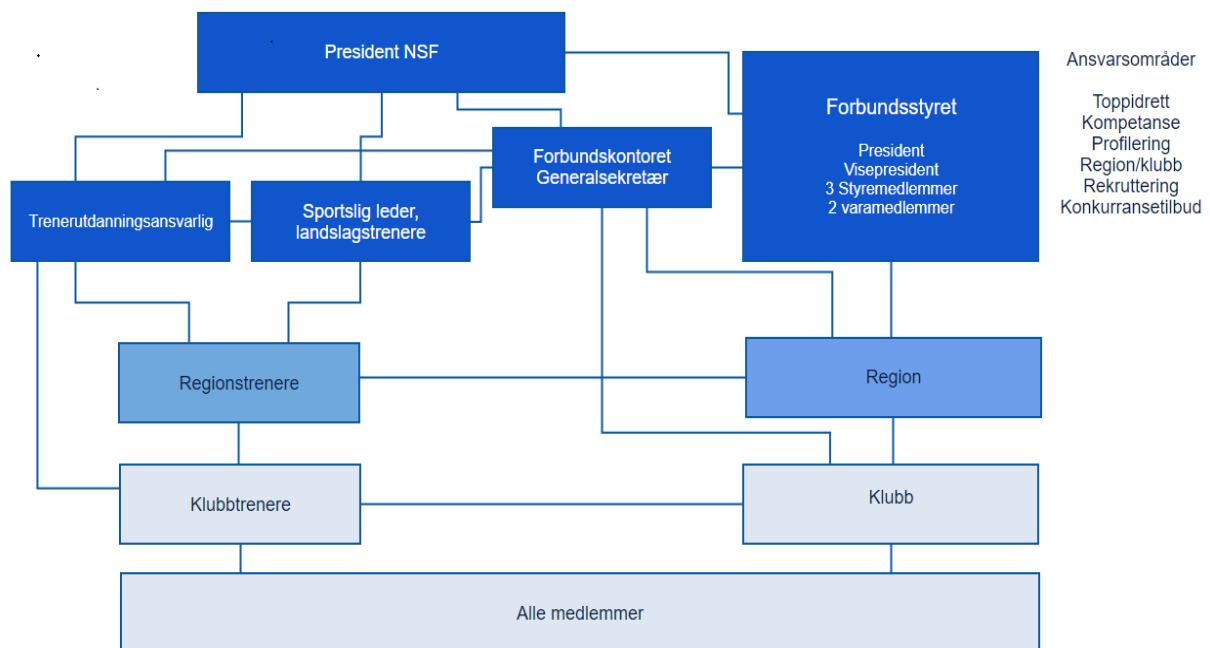 President NSF
Forbundsstyret
President
Visepresident
3 Styremedlemmer
2 varamedlemmer
Ansvarsområder
Toppidrett
Kompetanse
Profilering
Region/klubb
Rekruttering
Konkurransetilbud
Forbundskontoret
Generalsekretær
Trenerutdanningsansvarlig
Sportslig leder,
landslagstrenere
Regionstrenere
Region
Klubbtrenere
Klubb
Alle medlemmer